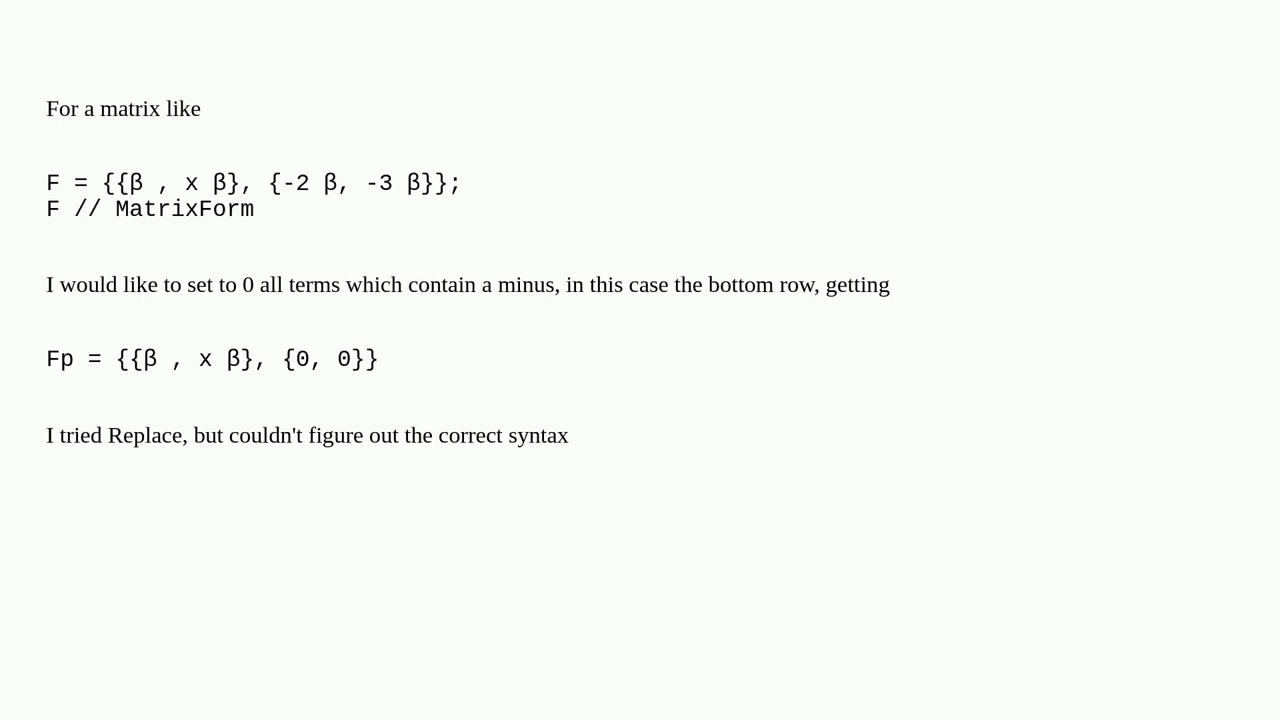 For a matrix like
F = {{β , x β}, {-2 β, -3 β}};
F // MatrixForm
I would like to set to 0 all terms which contain a minus, in this case the bottom row, getting
Fp = {{β , x β}, {0, 0}}
I tried Replace, but couldn't figure out the correct syntax